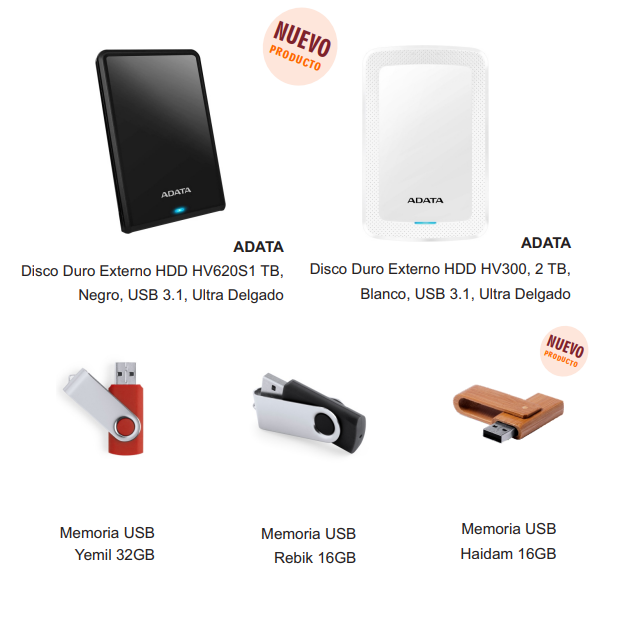 NUEVO
PRODUCTO
ADATA
ADATA
ADATA
Disco Duro Externo HDD HV620S1 TB,
Negro, USB 3.1, Ultra Delgado
ADATA
Disco Duro Externo HDD HV300, 2 TB,
Blanco, USB 3.1, Ultra Delgado
NUEVO
PRODUCTO
Memoria USB
Yemil 32GB
Memoria USB
Rebik 16GB
Memoria USB
Haidam 16GB